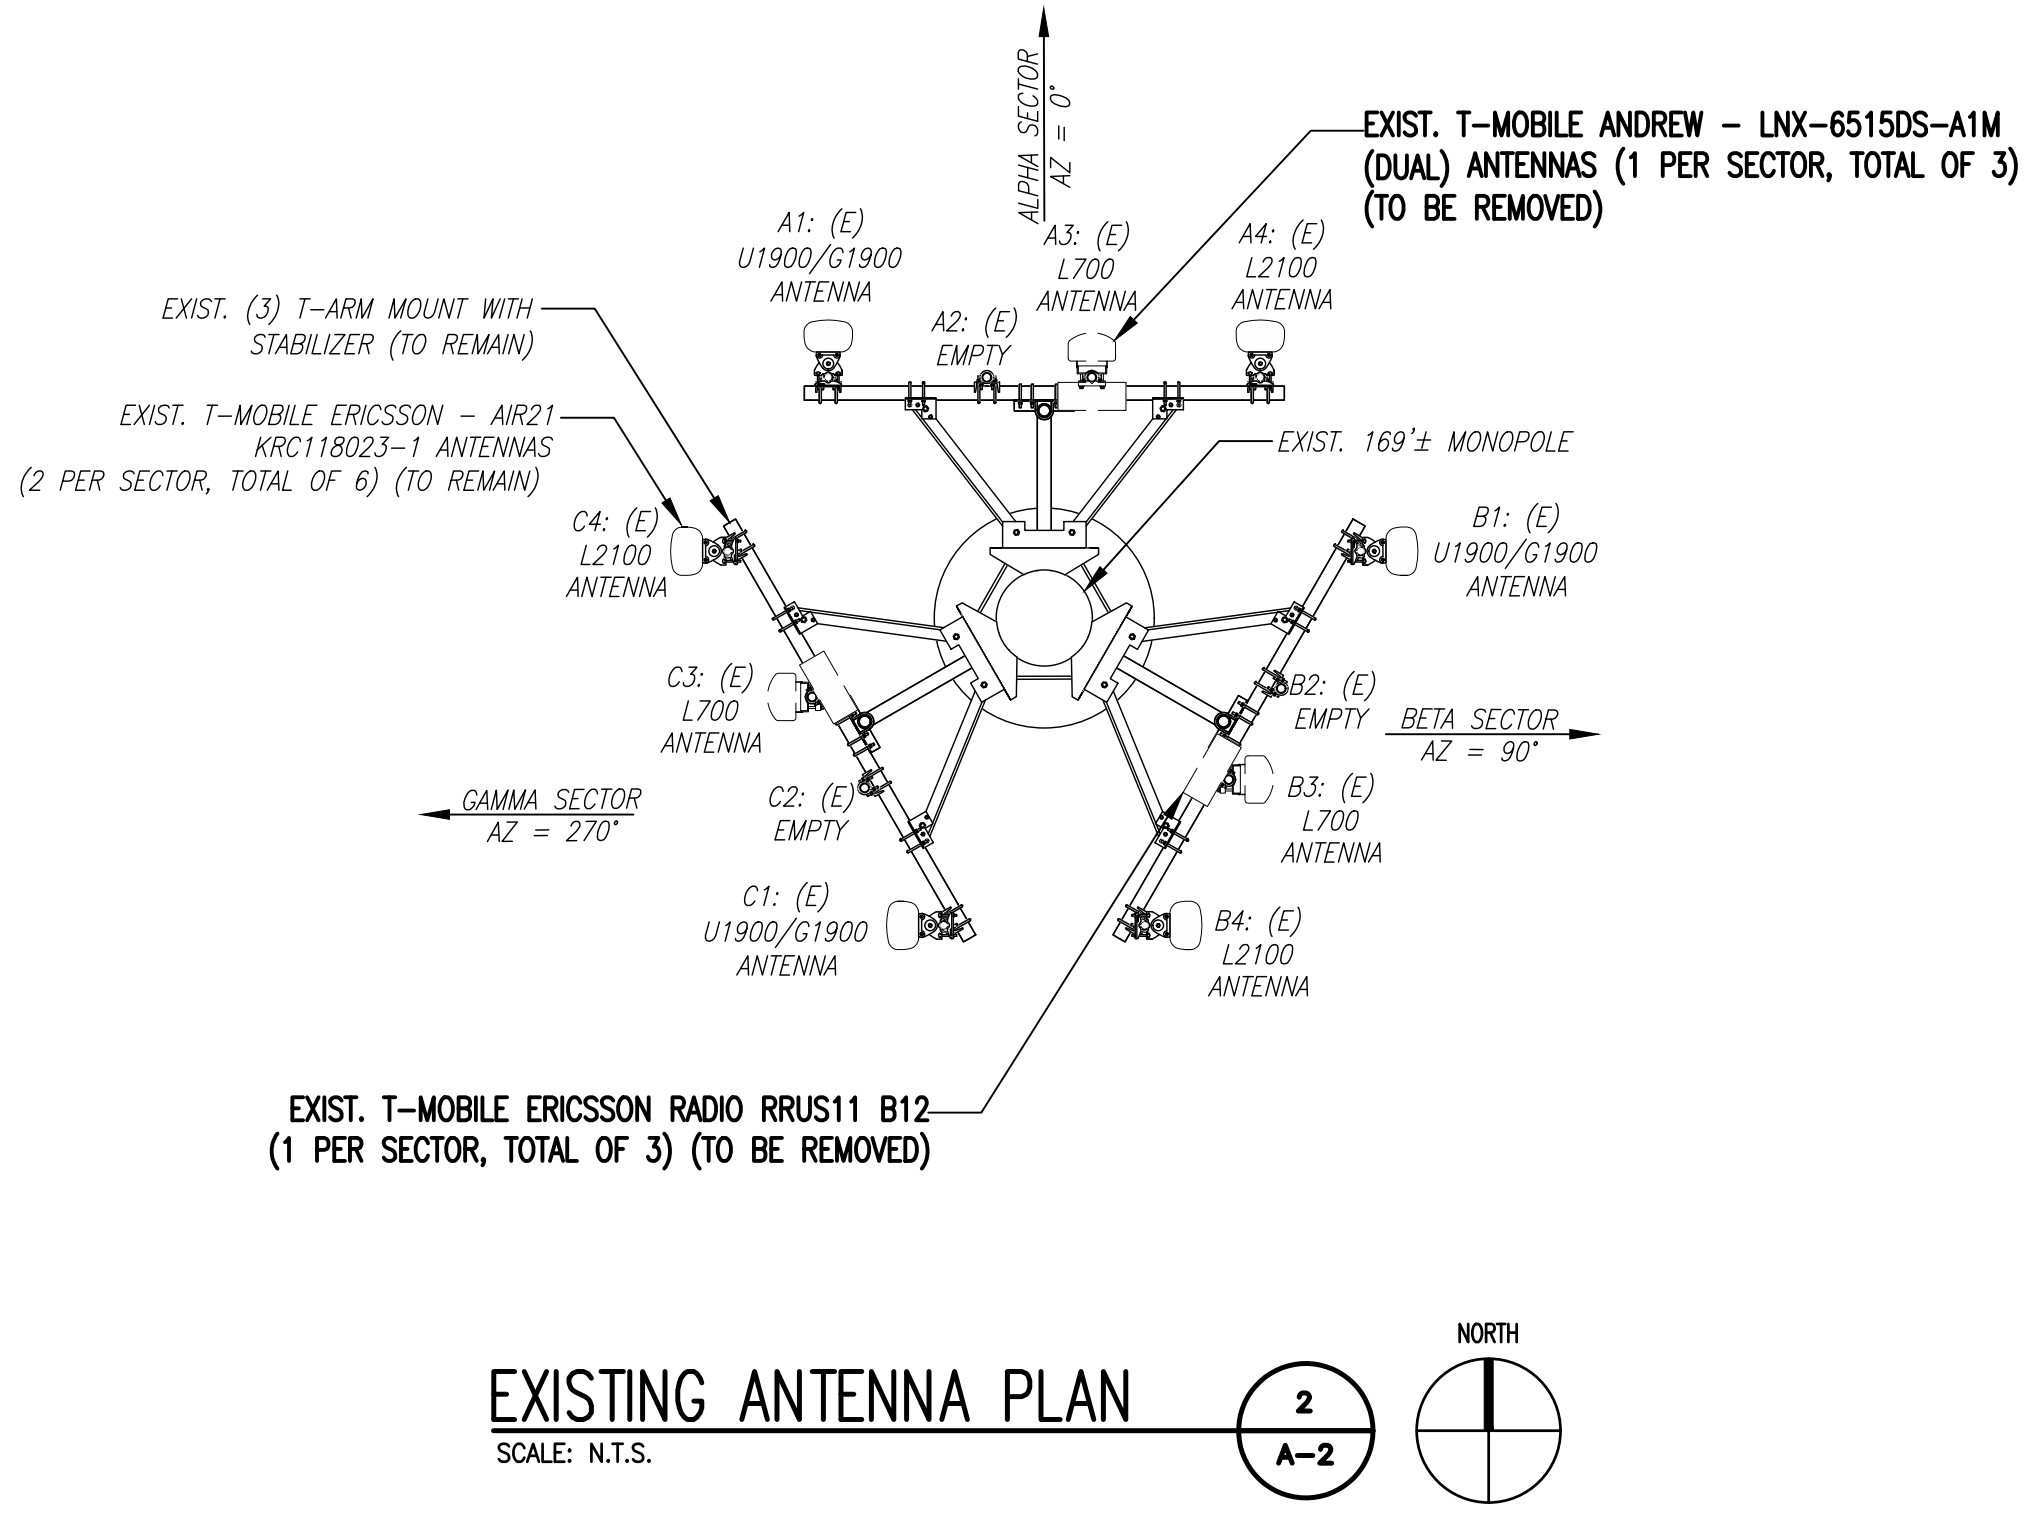 ALPHA SECTOR
AZ = 0°
EXIST. T-MOBILE ANDREW - LNX-6515DS-A1M
(DUAL) ANTENNAS (1 PER SECTOR, TOTAL OF 3)
(TO BE REMOVED)
A1: (E)
U1900/G1900
ANTENNA
A2: (E)
EMPTY
A3: (E)
L700
ANTENNA
A4: (E)
L2100
ANTENNA
EXIST. (3) T-ARM MOUNT WITH
STABILIZER (TO REMAIN)
EXIST. T-MOBILE ERICSSON - AIR21
KRC118023-1 ANTENNAS
(2 PER SECTOR, TOTAL OF 6) (TO REMAIN)
EXIST. 169'± MONOPOLE
C4: (E)
L2100
ANTENNA
B1: (E)
U1900/G1900
ANTENNA
C3: (E)
L700
ANTENNA
B2: (E)
EMPTY
BETA SECTOR
AZ = 90°
GAMMA SECTOR
AZ = 270°
C2: (E)
EMPTY
B3: (E)
L700
ANTENNA
C1: (E)
U1900/G1900
ANTENNA
B4: (E)
L2100
ANTENNA
EXIST. T-MOBILE ERICSSON RADIO RRUS11 B12
(1 PER SECTOR, TOTAL OF 3) (TO BE REMOVED)
NORTH
EXISTING ANTENNA PLAN
SCALE: N.T.S.
2
A-2